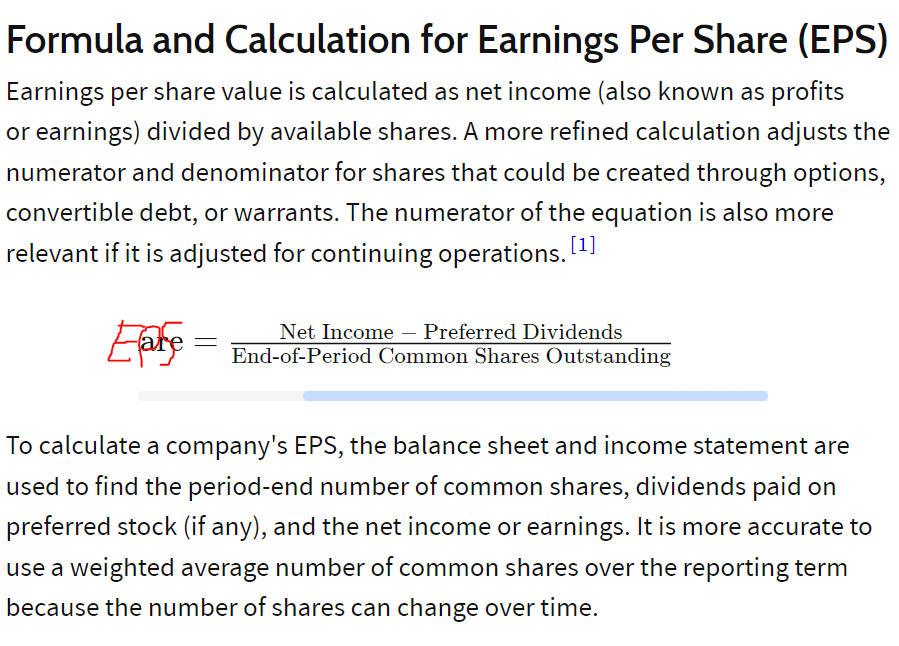 Formula and Calculation for Earnings Per Share (EPS)
Earnings per share value is calculated as net income (also known as profits
or earnings) divided by available shares. A more refined calculation adjusts the
numerator and denominator for shares that could be created through options,
convertible debt, or warrants. The numerator of the equation is also more
relevant if it is adjusted for continuing operations. [1]
EPS are = Net Income − Preferred Dividends
End-of-Period Common Shares Outstanding
To calculate a company's EPS, the balance sheet and income statement are
used to find the period-end number of common shares, dividends paid on
preferred stock (if any), and the net income or earnings. It is more accurate to
use a weighted average number of common shares over the reporting term
because the number of shares can change over time.